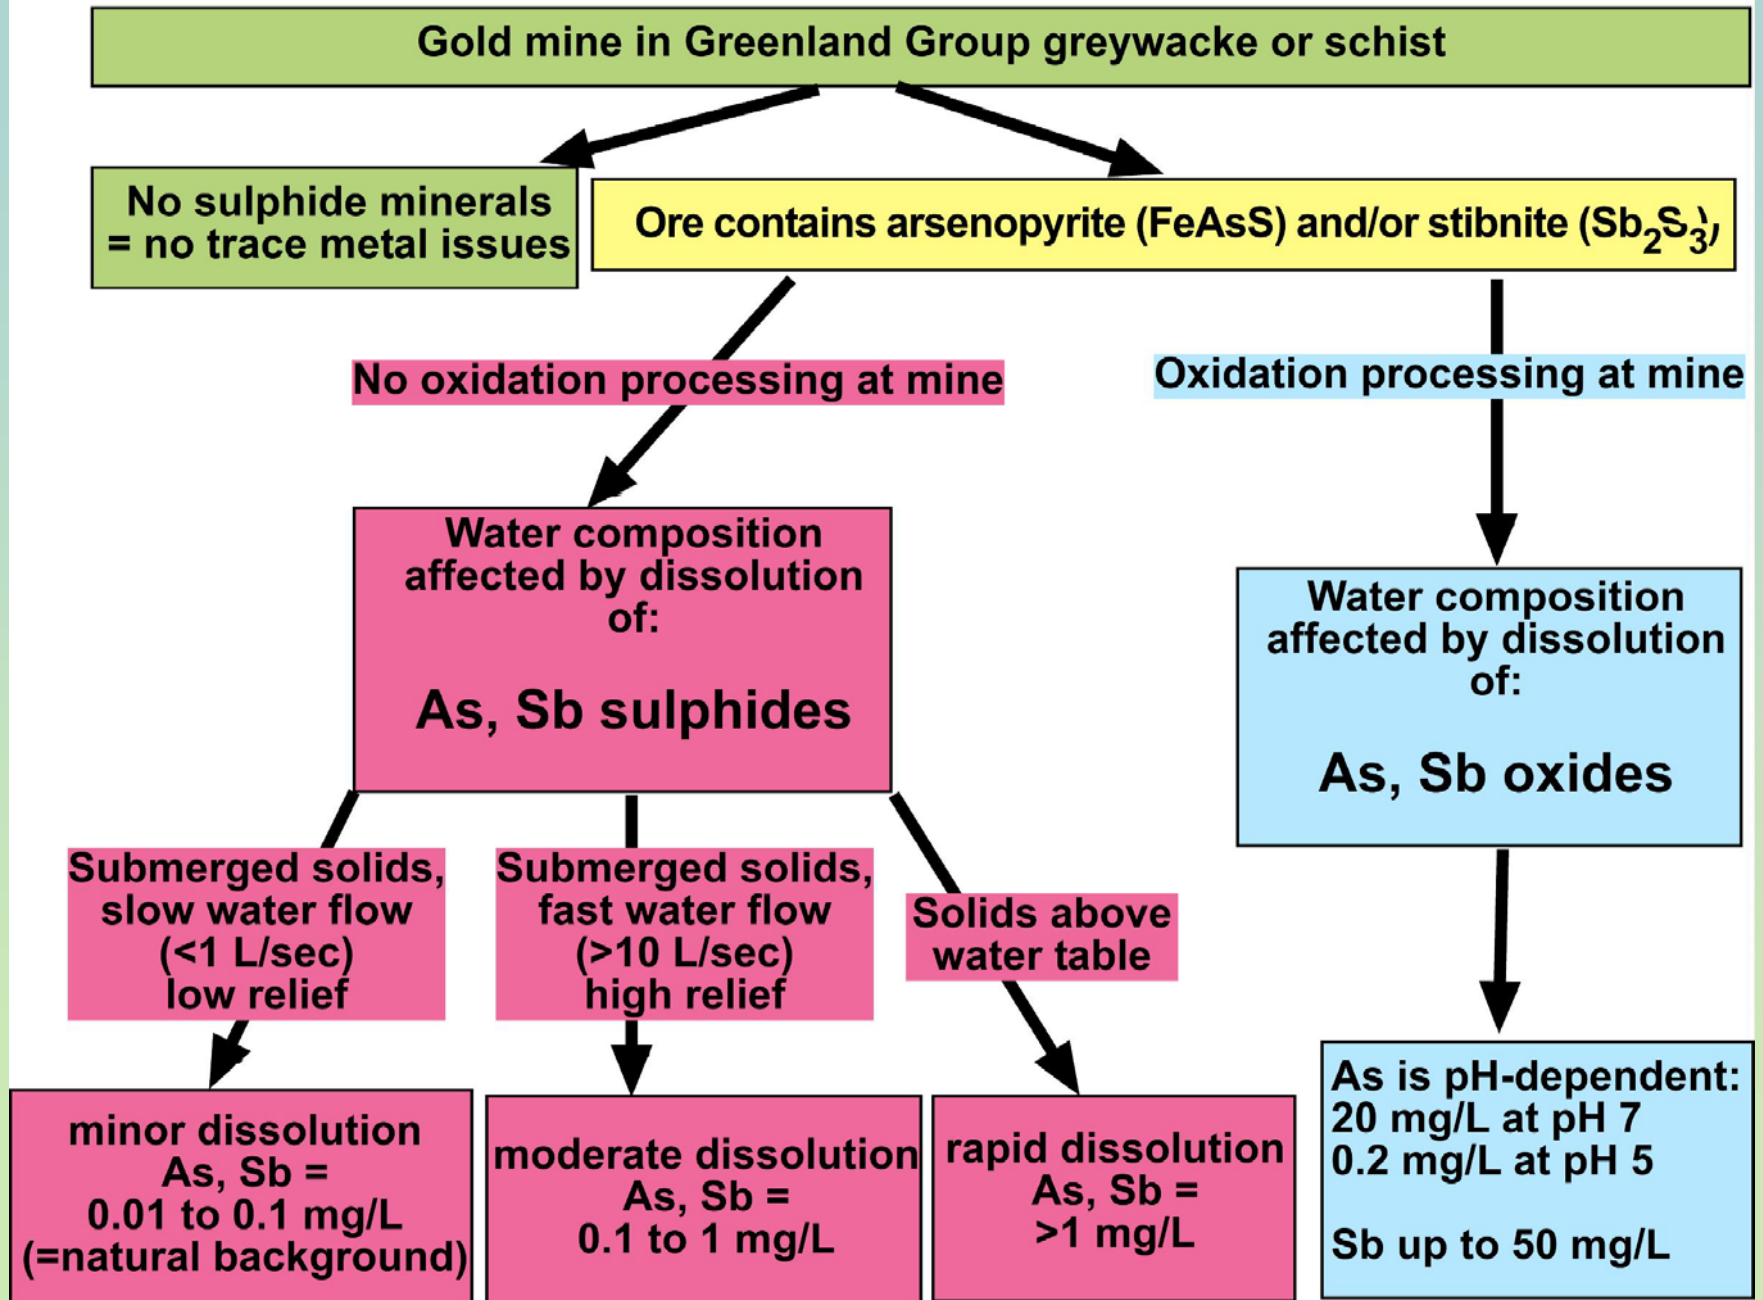 Gold mine in Greenland Group greywacke or schist
No sulphide minerals
= no trace metal issues
Ore contains arsenopyrite (FeAsS) and/or stibnite (Sb₂S₃),
No oxidation processing at mine
Oxidation processing at mine
Water composition
affected by dissolution
of:
As, Sb sulphides
Water composition
affected by dissolution
of:
As, Sb oxides
Submerged solids,
slow water flow
(<1 L/sec)
low relief
Submerged solids,
fast water flow
(>10 L/sec)
high relief
Solids above
water table
minor dissolution
As, Sb =
0.01 to 0.1 mg/L
(=natural background)
moderate dissolution
As, Sb =
0.1 to 1 mg/L
rapid dissolution
As, Sb =
>1 mg/L
As is pH-dependent:
20 mg/L at pH 7
0.2 mg/L at pH 5
Sb up to 50 mg/L